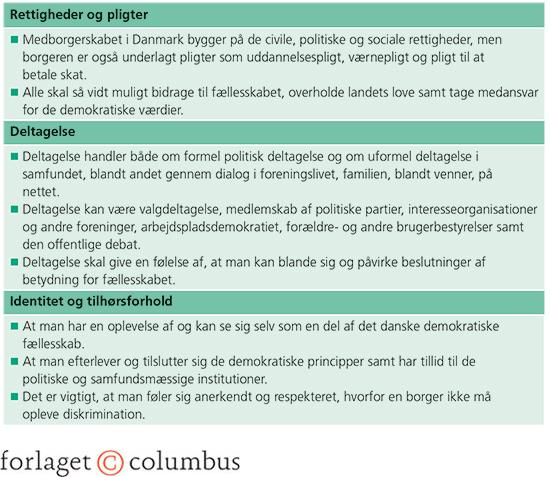 Rettigheder og pligter
Medborgerskabet i Danmark bygger på de civile, politiske og sociale rettigheder, men
borgeren er også underlagt pligter som uddannelsespligt, værnepligt og pligt til at
betale skat.
Alle skal så vidt muligt bidrage til fællesskabet, overholde landets love samt tage medansvar
for de demokratiske værdier.
Deltagelse
Deltagelse handler både om formel politisk deltagelse og om uformel deltagelse i
samfundet, blandt andet gennem dialog i foreningslivet, familien, blandt venner, på
nettet.
Deltagelse kan være valgdeltagelse, medlemskab af politiske partier, interesseorganisationer
og andre foreninger, arbejdspladsdemokratiet, forældre- og andre brugerbestyrelser samt
den offentlige debat.
Deltagelse skal give en følelse af, at man kan blande sig og påvirke beslutninger af
betydning for fællesskabet.
Identitet og tilhørsforhold
At man har en oplevelse af og kan se sig selv som en del af det danske demokratiske
fællesskab.
At man efterlever og tilslutter sig de demokratiske principper samt har tillid til de
politiske og samfundsmæssige institutioner.
Det er vigtigt, at man føler sig anerkendt og respekteret, hvorfor en borger ikke må
opleve diskrimination.
forlaget © columbus